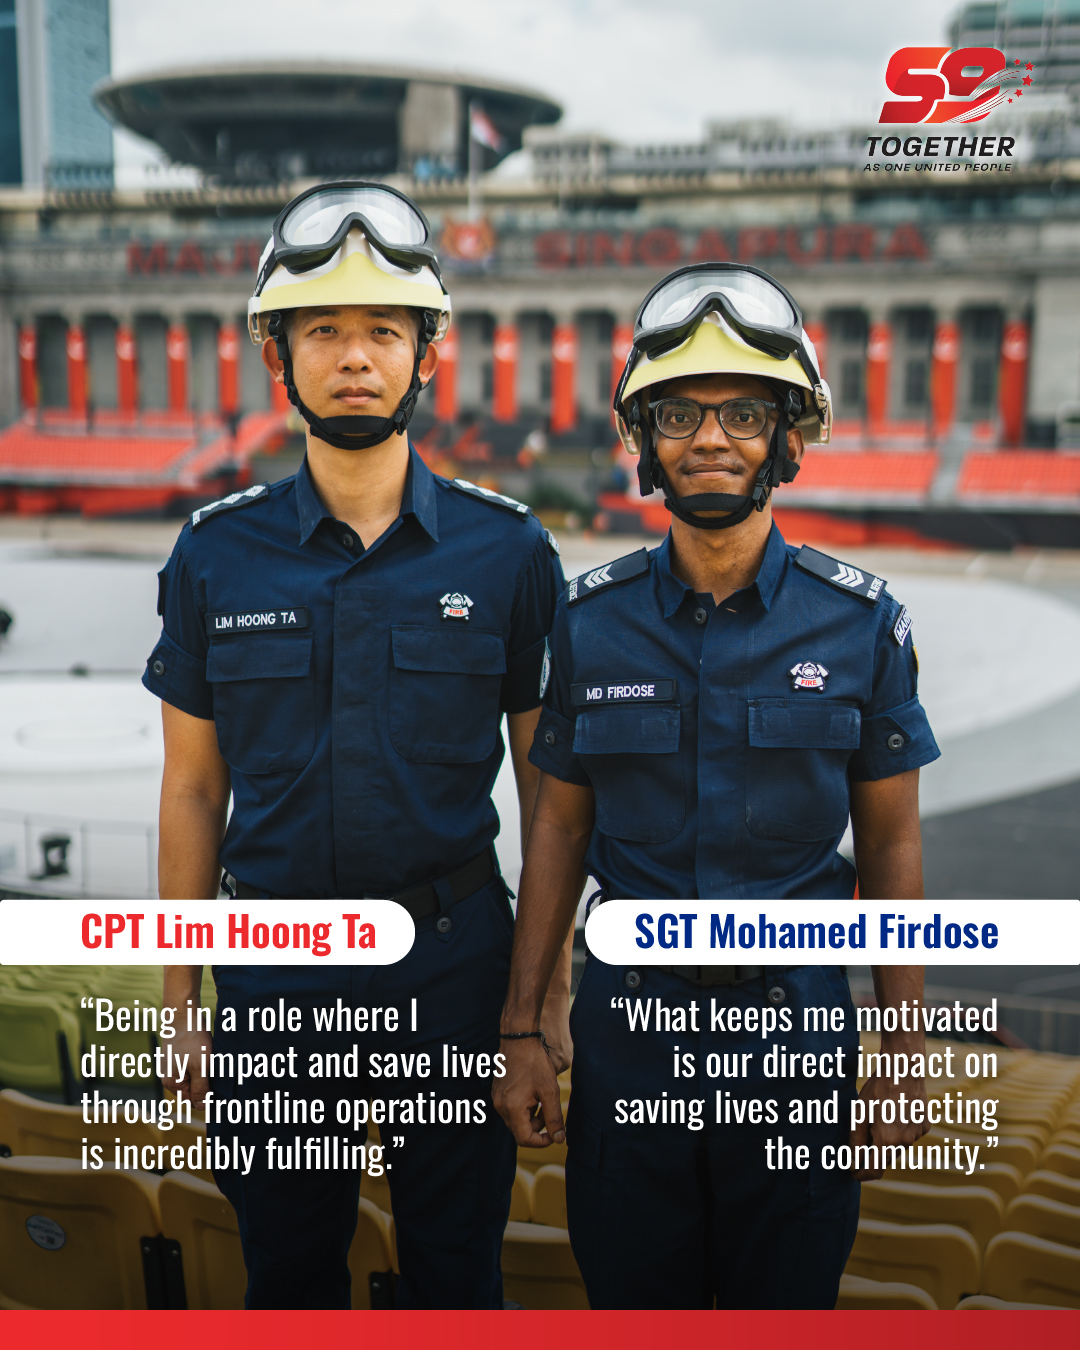 59
TOGETHER
AS ONE UNITED PEOPLE
SINGAPURA
LIM HOONG TA
FIRE
MD FIRDOSE
FIRE
CPT Lim Hoong Ta
“Being in a role where I
directly impact and save lives
through frontline operations
is incredibly fulfilling.”
SGT Mohamed Firdose
“What keeps me motivated
is our direct impact on
saving lives and protecting
the community.”